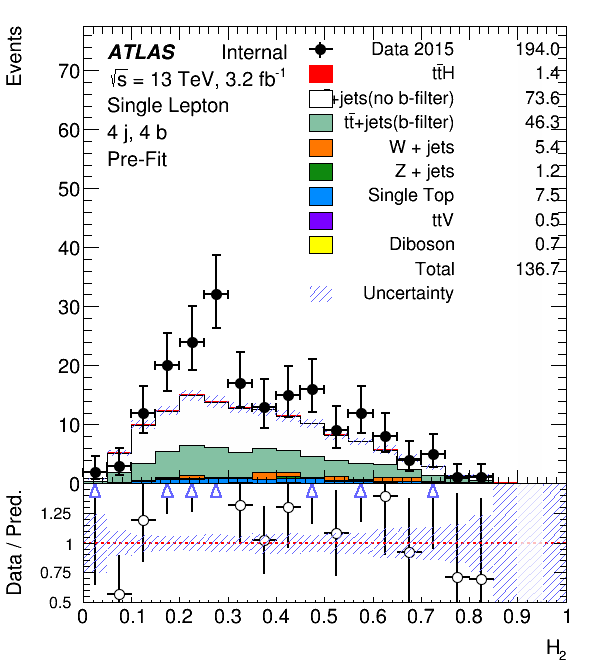 Events
ATLAS Internal
√s = 13 TeV, 3.2 fb⁻¹
Single Lepton
4 j, 4 b
Pre-Fit
Data 2015 194.0
tt̄H 1.4
+jets(no b-filter) 73.6
tt̄+jets(b-filter) 46.3
W + jets 5.4
Z + jets 1.2
Single Top 7.5
ttV 0.5
Diboson 0.7
Total 136.7
Uncertainty
70
60
50
40
30
20
10
0
Data / Pred.
1.25
1
0.75
0.5
0 0.1 0.2 0.3 0.4 0.5 0.6 0.7 0.8 0.9 1
H₂